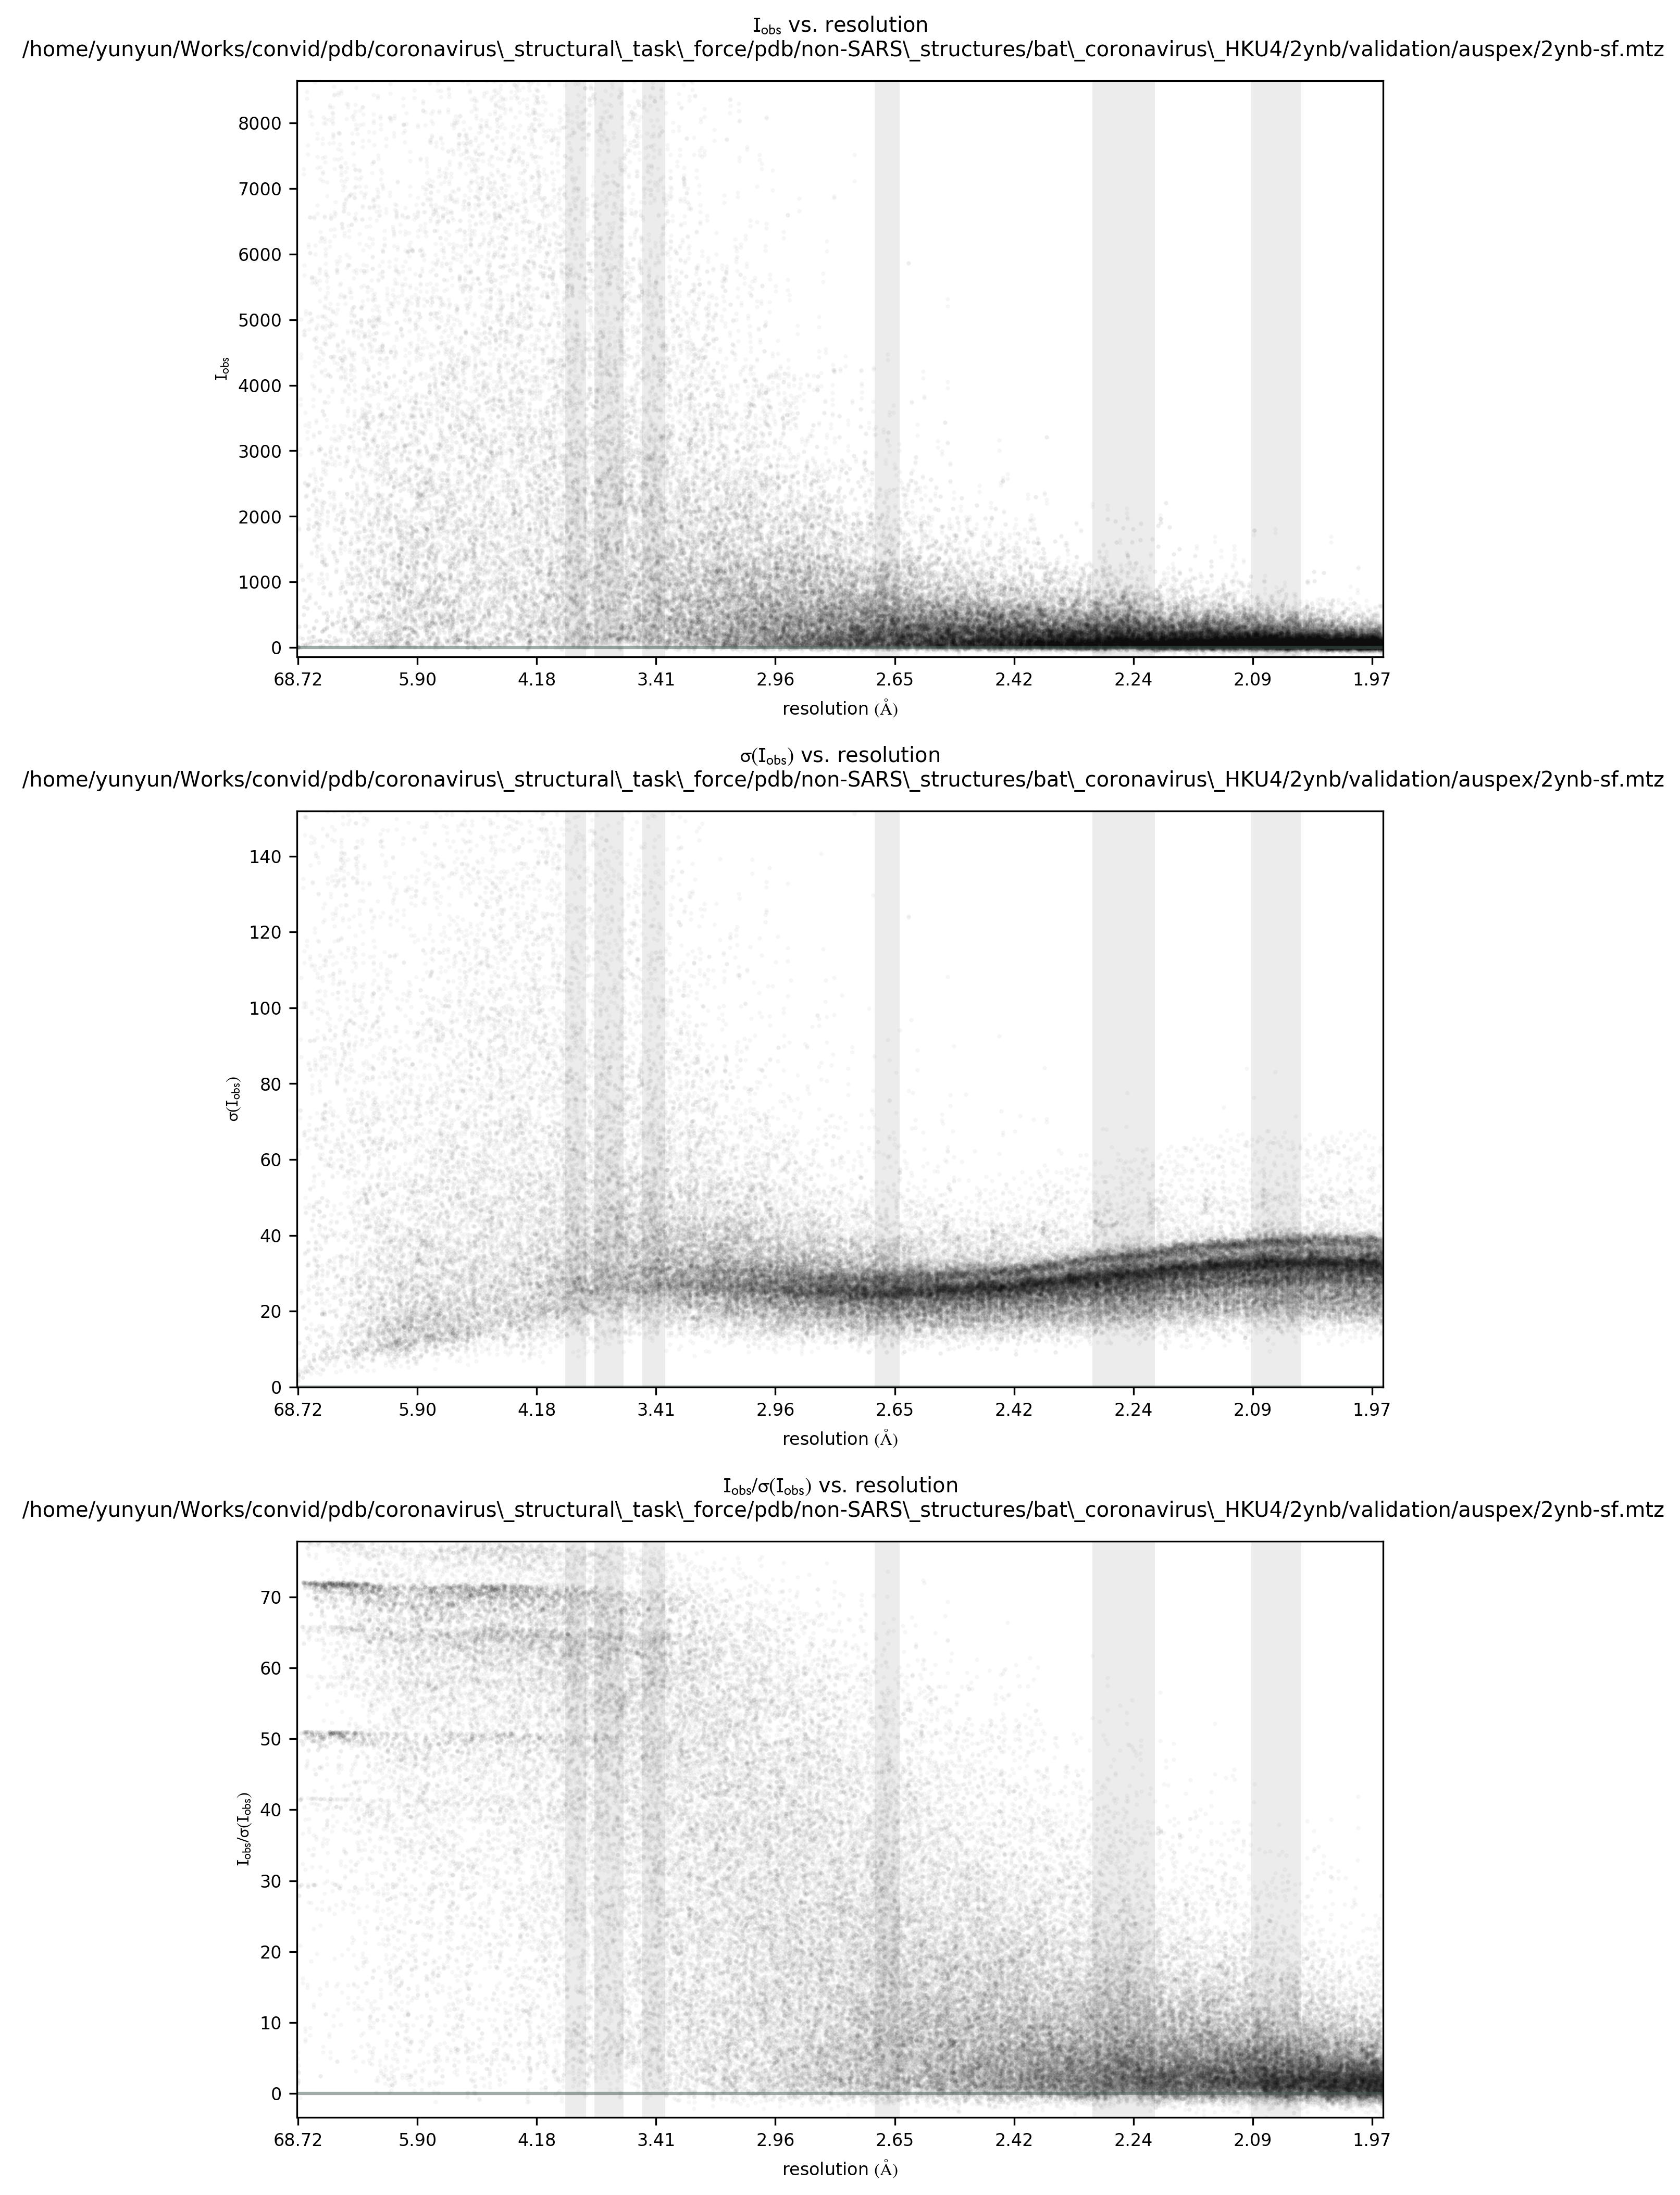 Iobs vs. resolution
/home/yunyun/Works/convid/pdb/coronavirus\_structural\_task\_force/pdb/non-SARS\_structures/bat\_coronavirus\_HKU4/2ynb/validation/auspex/2ynb-sf.mtz
8000
7000
6000
5000
4000
3000
2000
1000
0
Iobs
68.72 5.90 4.18 3.41 2.96 2.65 2.42 2.24 2.09 1.97
resolution (Å)
σ(Iobs) vs. resolution
/home/yunyun/Works/convid/pdb/coronavirus\_structural\_task\_force/pdb/non-SARS\_structures/bat\_coronavirus\_HKU4/2ynb/validation/auspex/2ynb-sf.mtz
140
120
100
80
60
40
20
0
σ(Iobs)
68.72 5.90 4.18 3.41 2.96 2.65 2.42 2.24 2.09 1.97
resolution (Å)
Iobs/σ(Iobs) vs. resolution
/home/yunyun/Works/convid/pdb/coronavirus\_structural\_task\_force/pdb/non-SARS\_structures/bat\_coronavirus\_HKU4/2ynb/validation/auspex/2ynb-sf.mtz
70
60
50
40
30
20
10
0
Iobs/σ(Iobs)
68.72 5.90 4.18 3.41 2.96 2.65 2.42 2.24 2.09 1.97
resolution (Å)